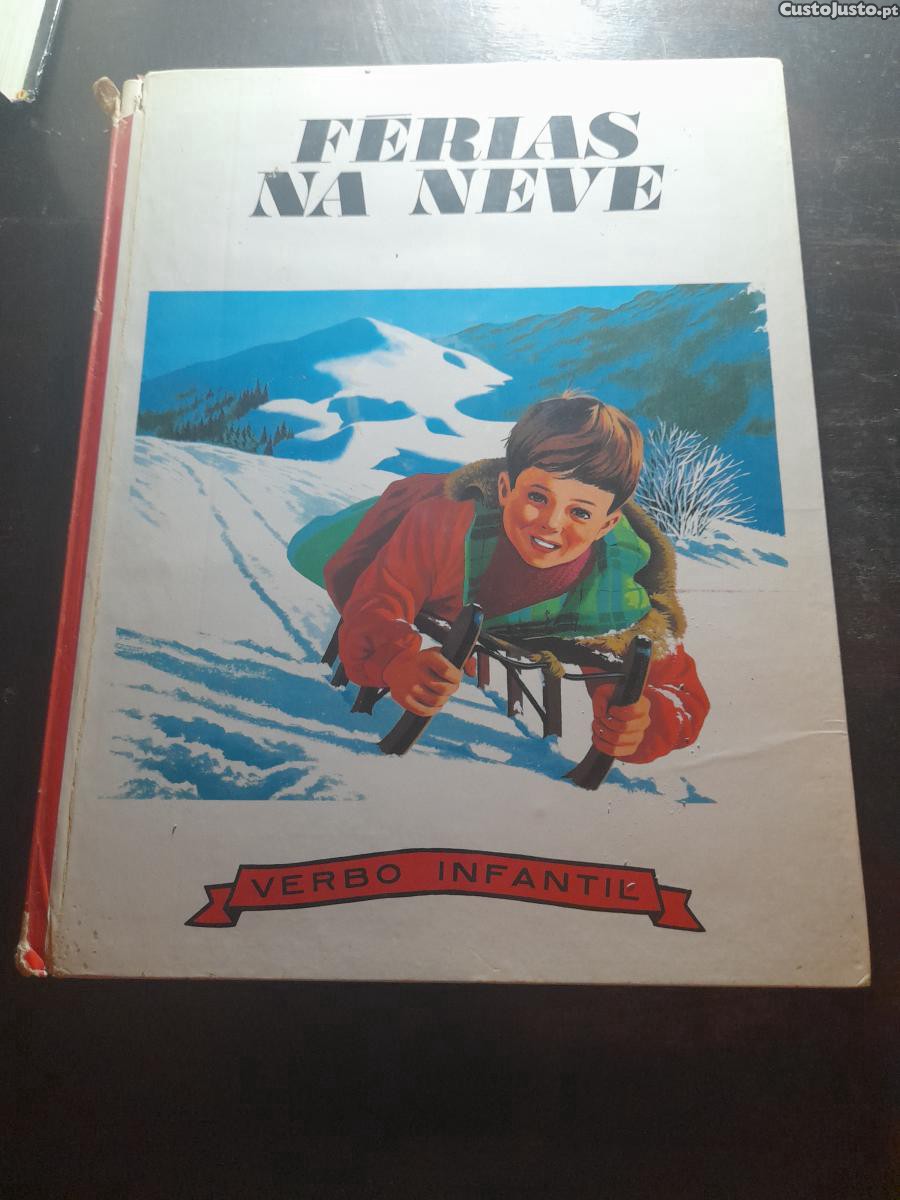 CustoJusto.pt
FÉRIAS
NA NEVE
VERBO INFANTIL